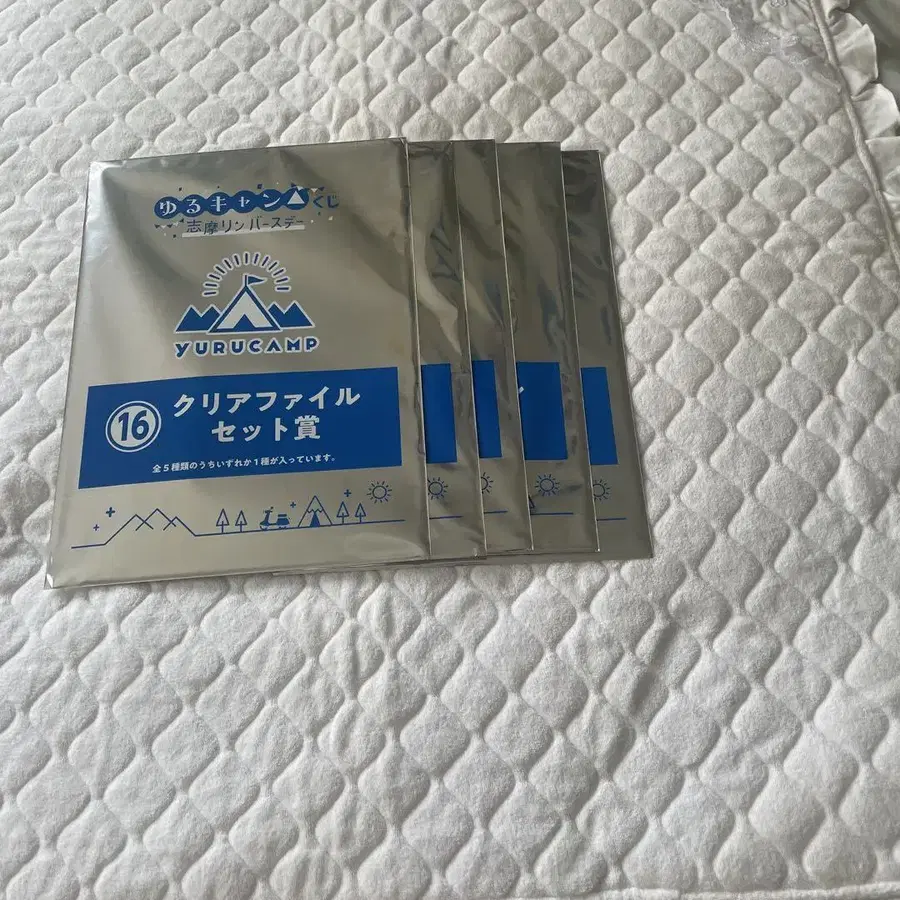 ゆるキャン△くじ
志摩リンバースデー
YURUCAMP
16
クリアファイル
セット賞
全5種類のうちいずれか1種が入っています。